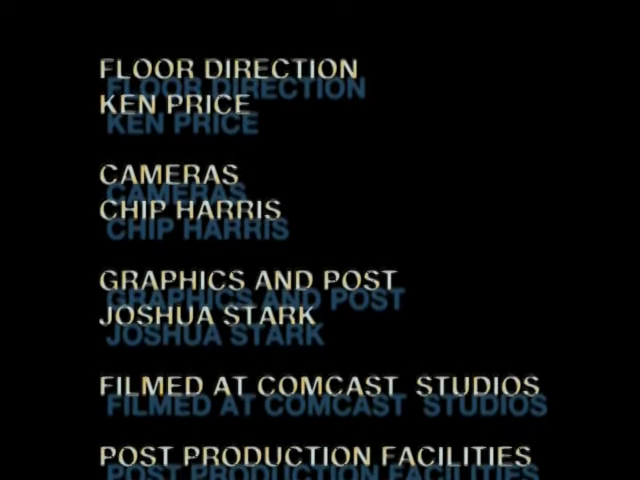 FLOOR DIRECTION
KEN PRICE
CAMERAS
CHIP HARRIS
GRAPHICS AND POST
JOSHUA STARK
FILMED AT COMCAST STUDIOS
POST PRODUCTION FACILITIES